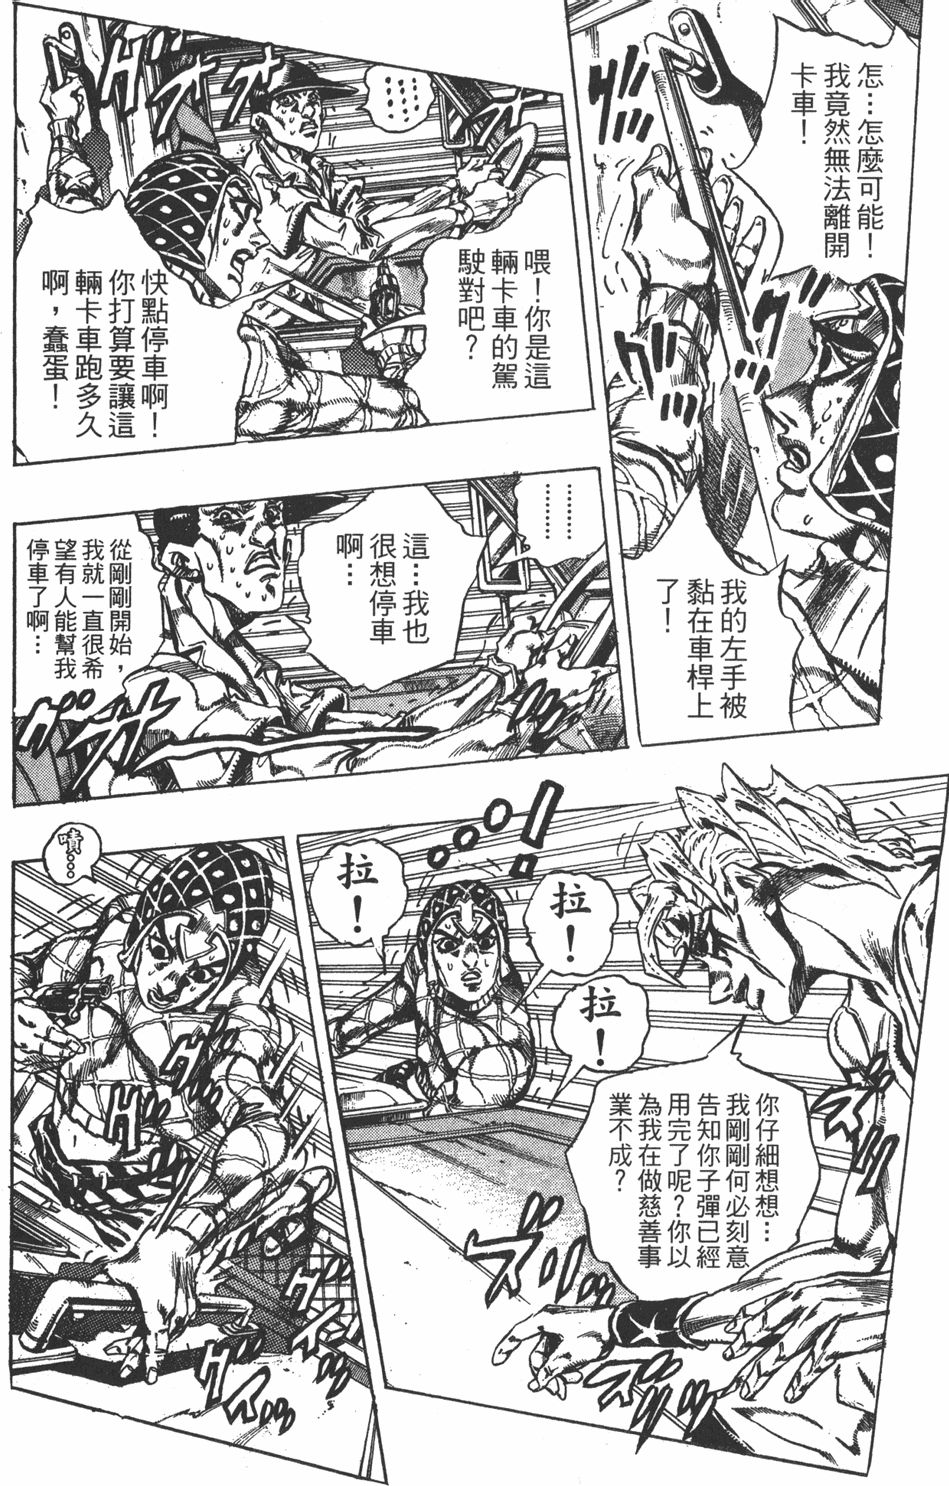 怎…怎麼可能！
我竟然無法離開
卡車！
我的左手被
黏在車桿上
了！
………
喂！你是這
輛卡車的駕
駛對吧？
快點停車啊！
你打算要讓這
輛卡車跑多久
啊，蠢蛋！
………
這…我也
很想停車
啊…
從剛剛開始，
我就一直很希
望有人能幫我
停車了啊…
你仔細想想…
我剛剛何必刻意
告知你子彈已經
用完了呢？你以
為我在做慈善事
業不成？
拉！
拉！
拉！
嘖…